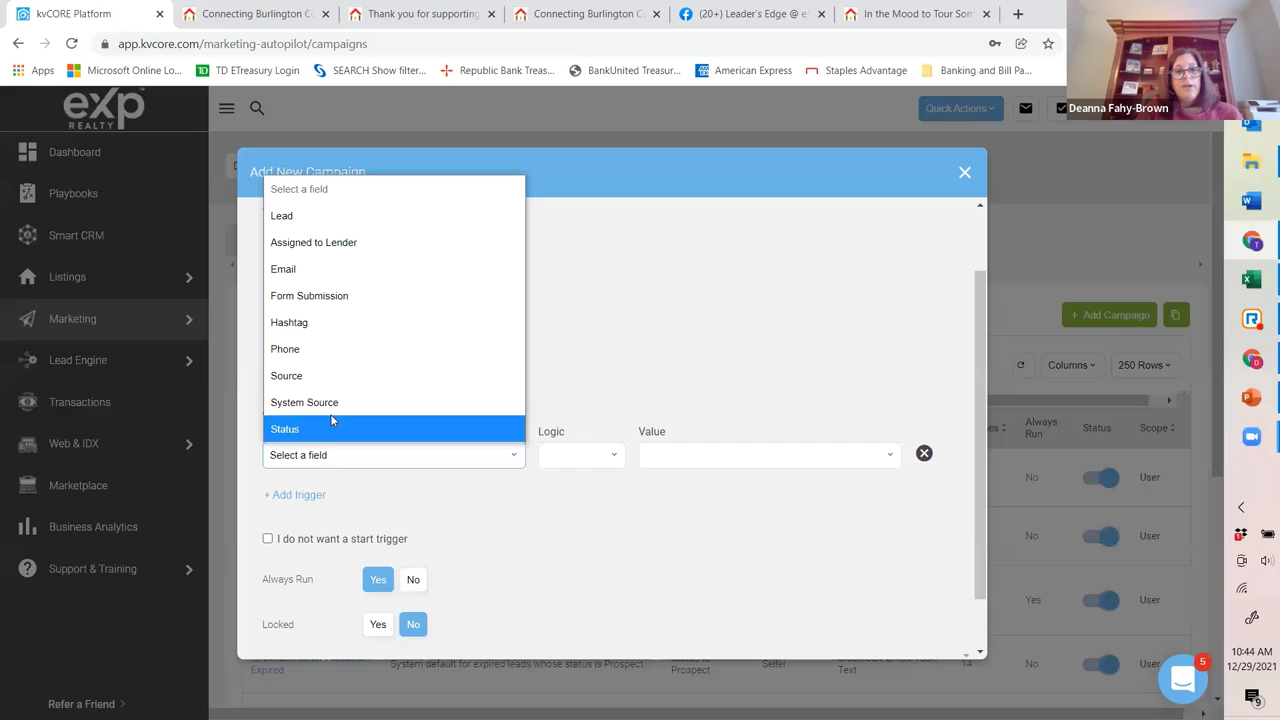 kvCORE Platform
Connecting Burlington C
Thank you for supporting
Connecting Burlington C
(20+) Leader's Edge @ e
In the Mood to Tour Som
app.kvcore.com/marketing-autopilot/campaigns
Apps
Microsoft Online Lo...
TD ETreasury Login
SEARCH Show filter...
Republic Bank Treas...
BankUnited Treasur...
American Express
Staples Advantage
Banking and Bill Pa...
Deanna Fahy-Brown
exp
REALTY
Quick Actions
Dashboard
Playbooks
Smart CRM
Listings
Marketing
Lead Engine
Transactions
Web & IDX
Marketplace
Business Analytics
Support & Training
Refer a Friend
Add New Campaign
Select a field
Lead
Assigned to Lender
Email
Form Submission
Hashtag
Phone
Source
System Source
Status
Select a field
Logic
Value
+ Add trigger
I do not want a start trigger
Always Run
Yes
No
Locked
Yes
No
+ Add Campaign
Columns
250 Rows
Always
Run
Status
Scope
No
User
No
User
Yes
User
Expired
System default for expired leads whose status is Prospect.
Prospect
Seller
Text
14
No
User
5
10:44 AM
12/29/2021
9